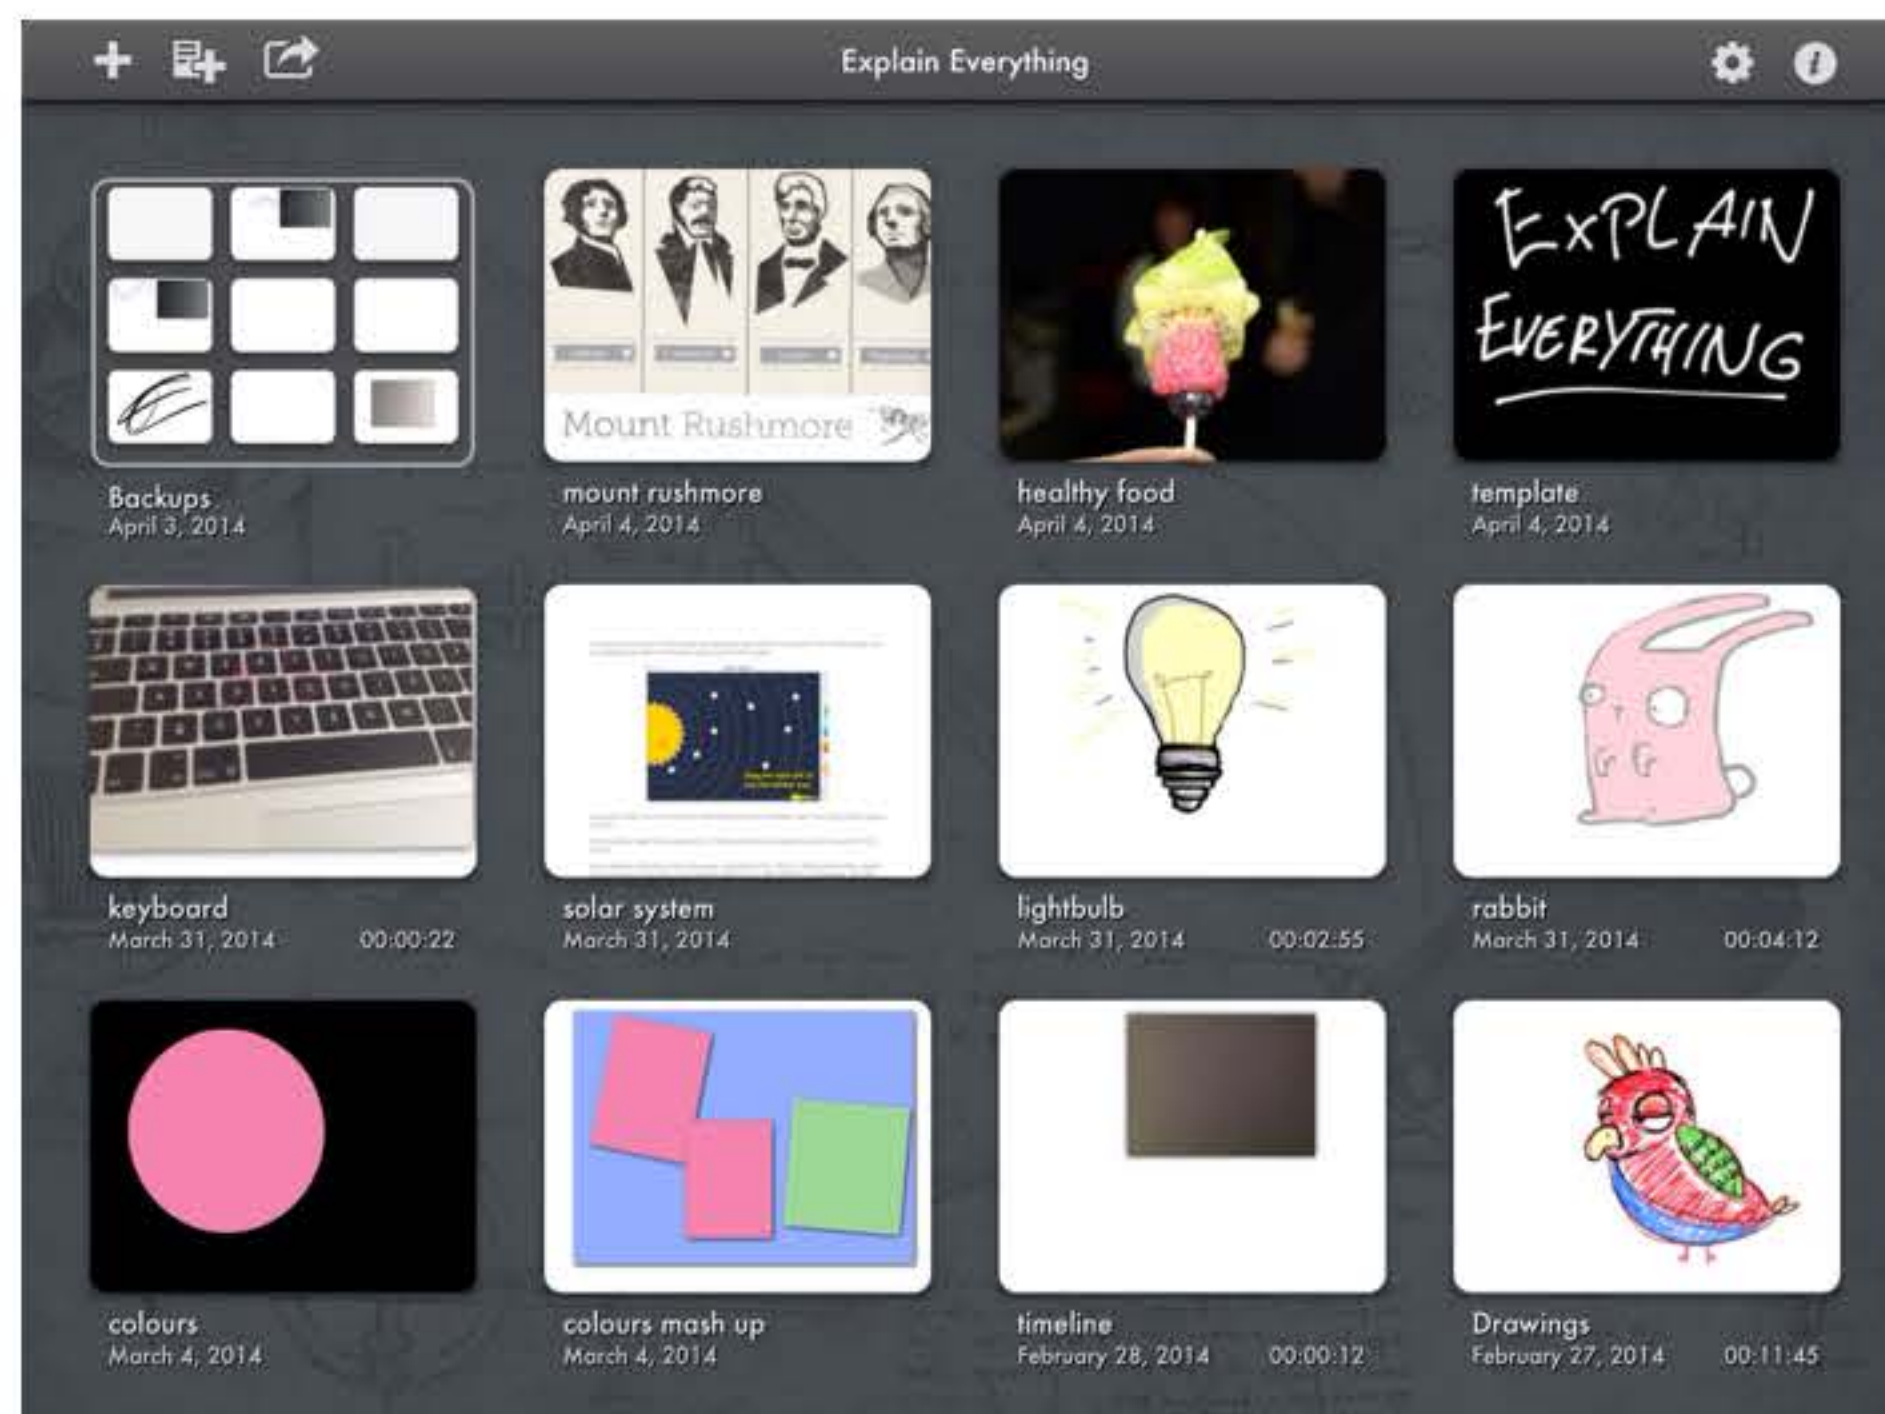 Explain Everything
EXPLAIN
EVERYTHING
Mount Rushmore
Backups
April 3, 2014
mount rushmore
April 4, 2014
healthy food
April 4, 2014
template
April 4, 2014
keyboard
March 31, 2014 00:00:22
solar system
March 31, 2014
lightbulb
March 31, 2014 00:02:55
rabbit
March 31, 2014 00:04:12
colours
March 4, 2014
colours mash up
March 4, 2014
timeline
February 28, 2014 00:00:12
Drawings
February 27, 2014 00:11:45